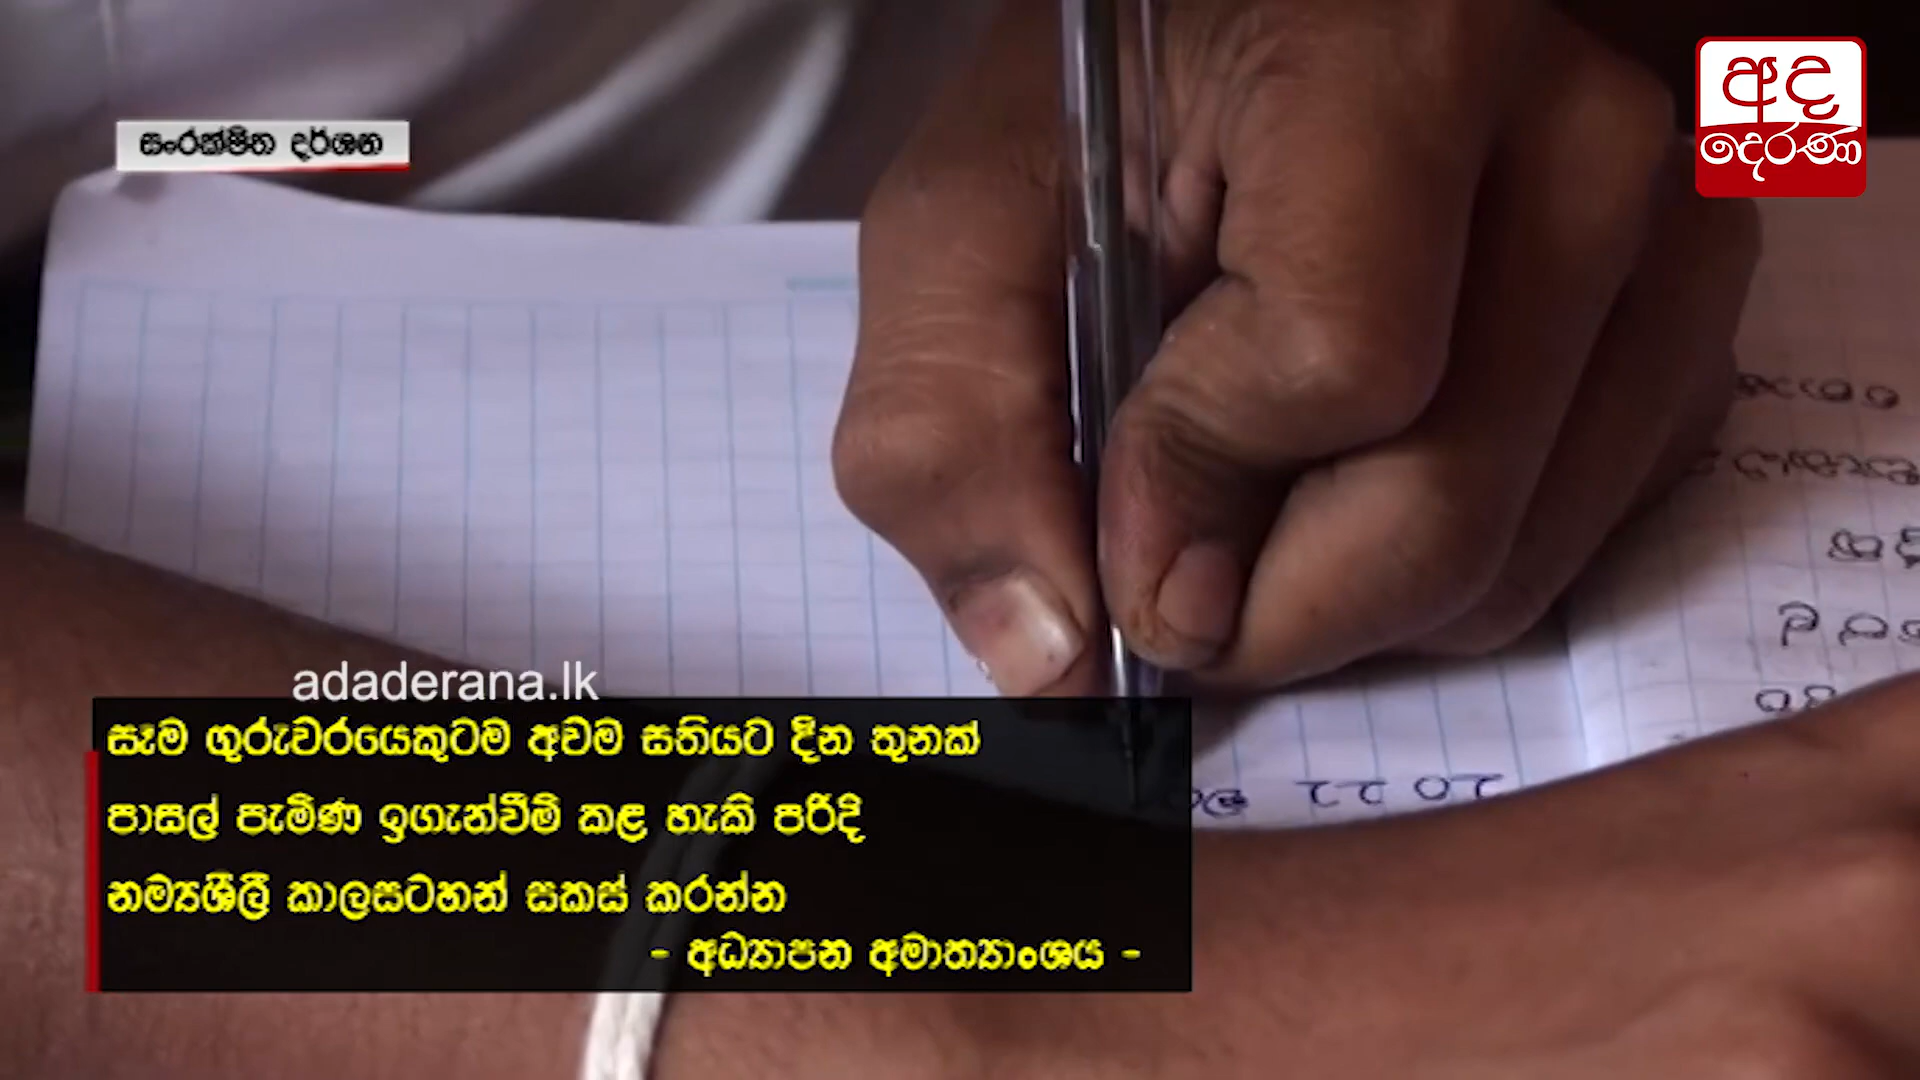 සංරක්ෂිත දර්ශන
අද
දෙරණ
adaderana.lk
සෑම ගුරුවරයෙකුටම අවම සතියට දින තුනක්
පාසල් පැමිණ ඉගැන්වීම් කළ හැකි පරිදි
නම්‍යශීලී කාලසටහන් සකස් කරන්න
- අධ්‍යාපන අමාත්‍යාංශය -